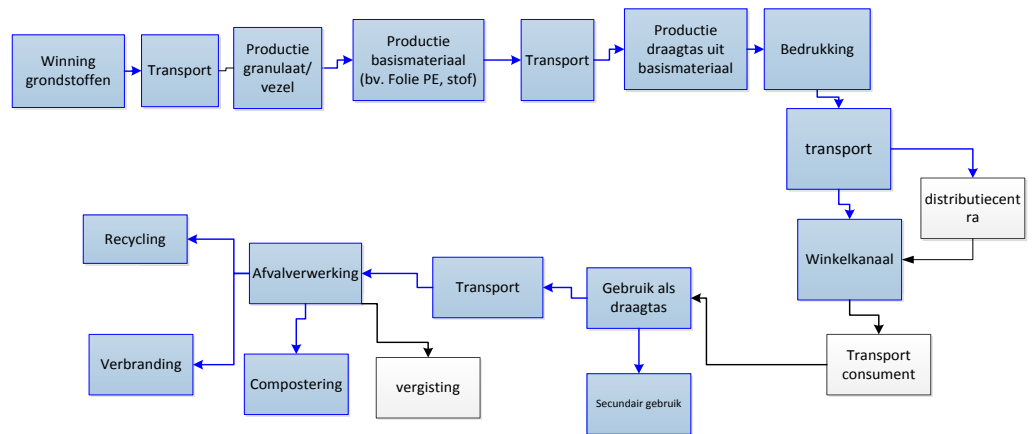 Winning
grondstoffen
Transport
Productie
granulaat/
vezel
Productie
basismateriaal
(bv. Folie PE, stof)
Transport
Productie
draagtas uit
basismateriaal
Bedrukking
transport
distributiecent
ra
Winkelkanaal
Transport
consument
Gebruik als
draagtas
Secundair gebruik
Transport
Afvalverwerking
Recycling
Verbranding
Compostering
vergisting